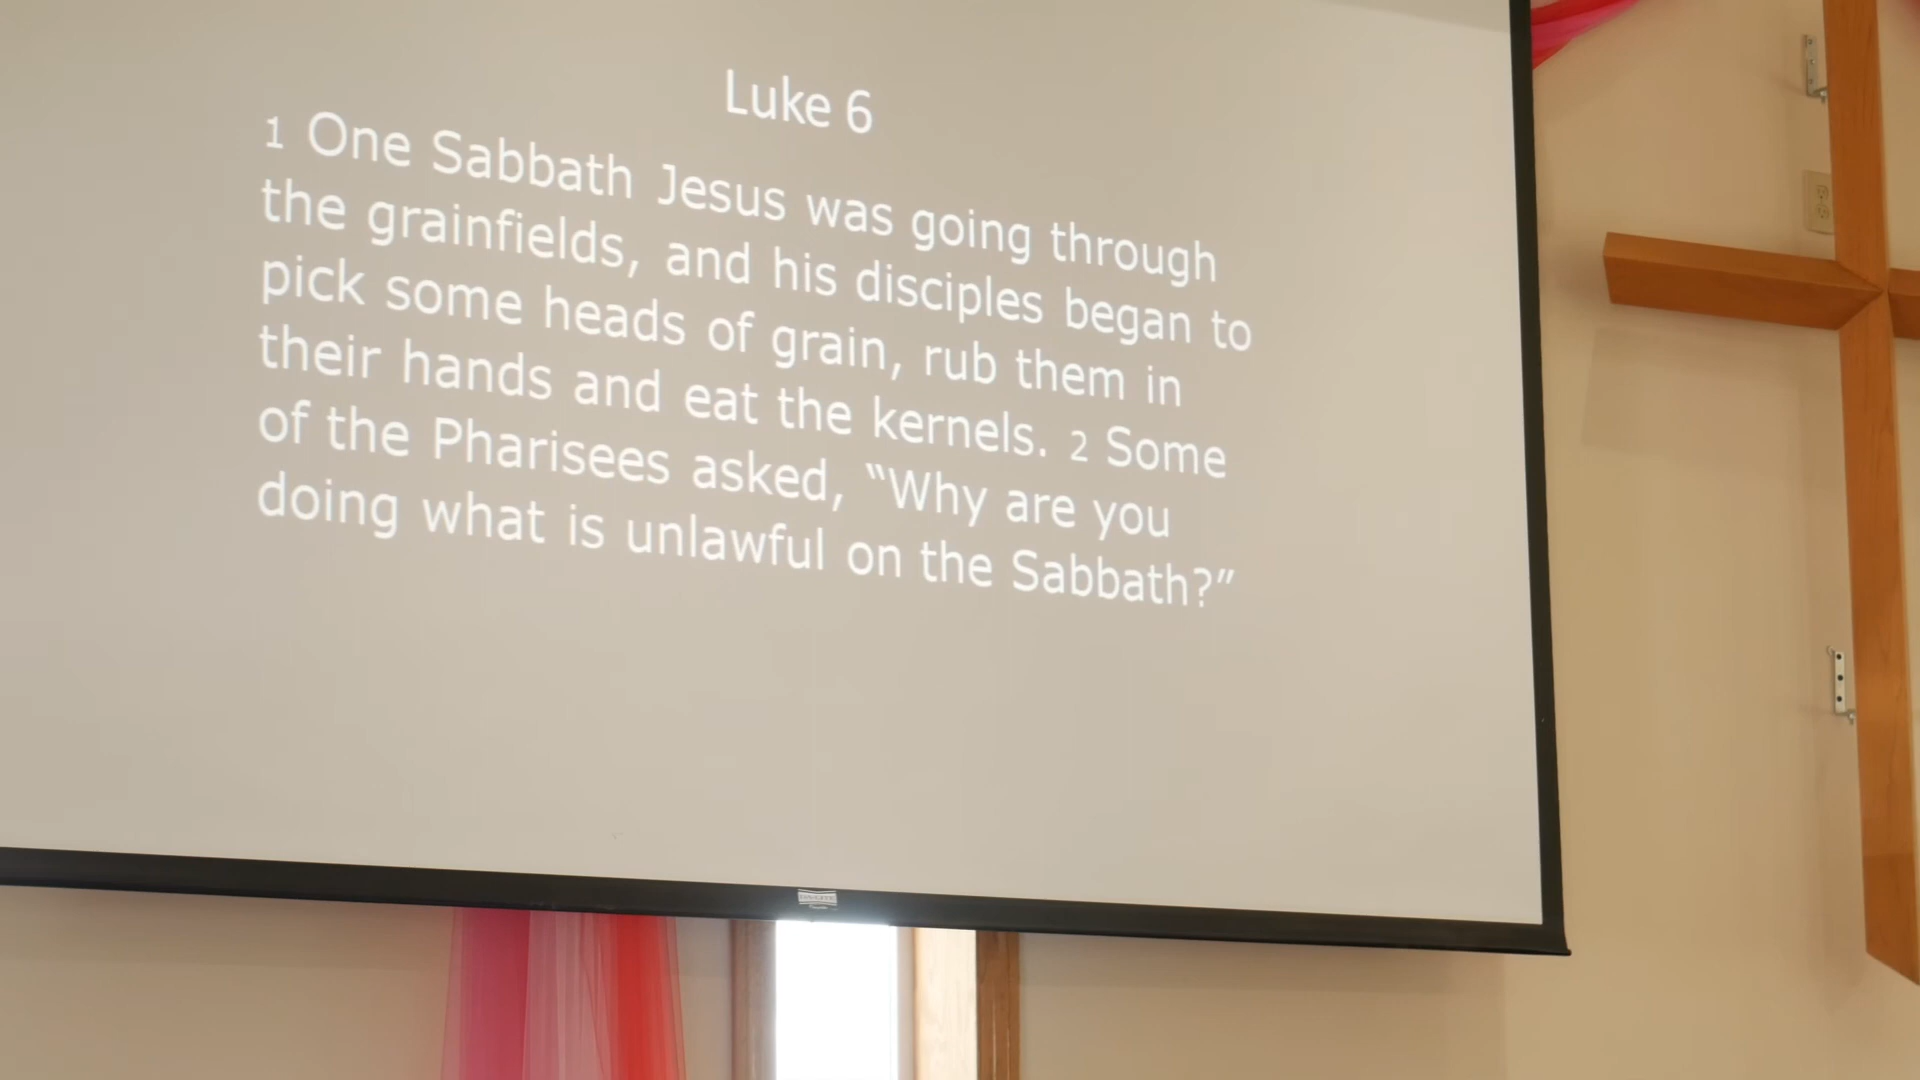 Luke 6
1 One Sabbath Jesus was going through
the grainfields, and his disciples began to
pick some heads of grain, rub them in
their hands and eat the kernels. 2 Some
of the Pharisees asked, “Why are you
doing what is unlawful on the Sabbath?”